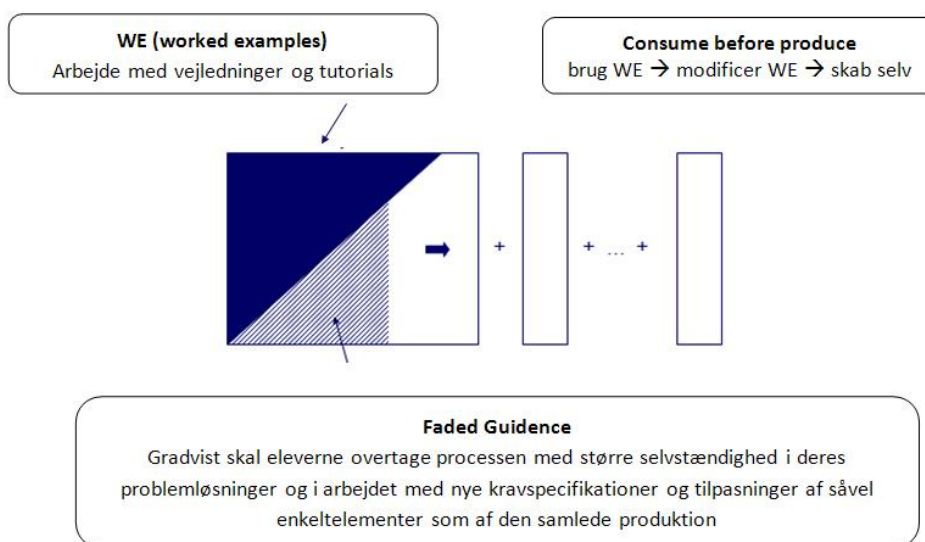 WE (worked examples)
Arbejde med vejledninger og tutorials
Consume before produce
brug WE → modificer WE → skab selv
+ + ... +
Faded Guidence
Gradvist skal eleverne overtage processen med større selvstændighed i deres
problemløsninger og i arbejdet med nye kravspecifikationer og tilpasninger af såvel
enkeltelementer som af den samlede produktion